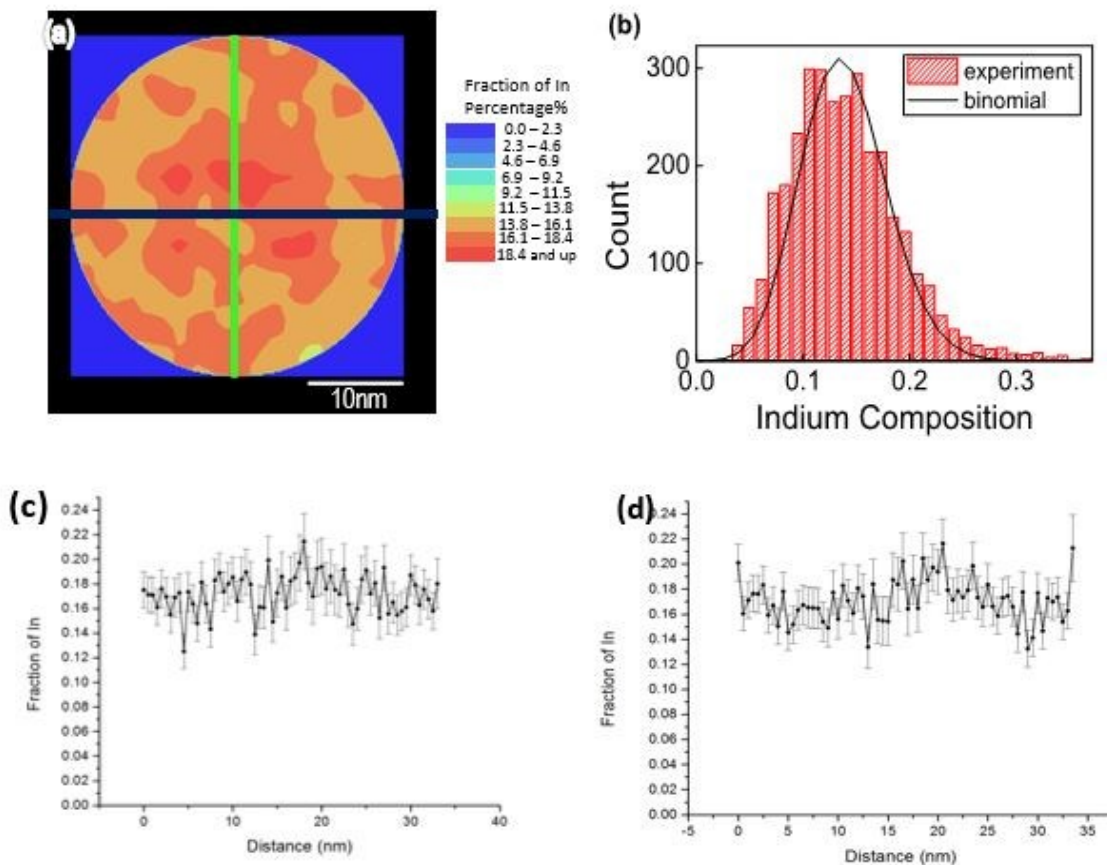 (a)
Fraction of In
Percentage%
0.0 – 2.3
2.3 – 4.6
4.6 – 6.9
6.9 – 9.2
9.2 – 11.5
11.5 – 13.8
13.8 – 16.1
16.1 – 18.4
18.4 and up
10nm
(b)
experiment
binomial
300
200
100
0
Count
0.0 0.1 0.2 0.3
Indium Composition
(c)
0.24
0.22
0.20
0.18
0.16
0.14
0.12
0.10
0.08
0.06
0.04
0.02
0.00
Fraction of In
0 10 20 30 40
Distance (nm)
(d)
0.24
0.22
0.20
0.18
0.16
0.14
0.12
0.10
0.08
0.06
0.04
0.02
0.00
Fraction of In
-5 0 5 10 15 20 25 30 35
Distance (nm)